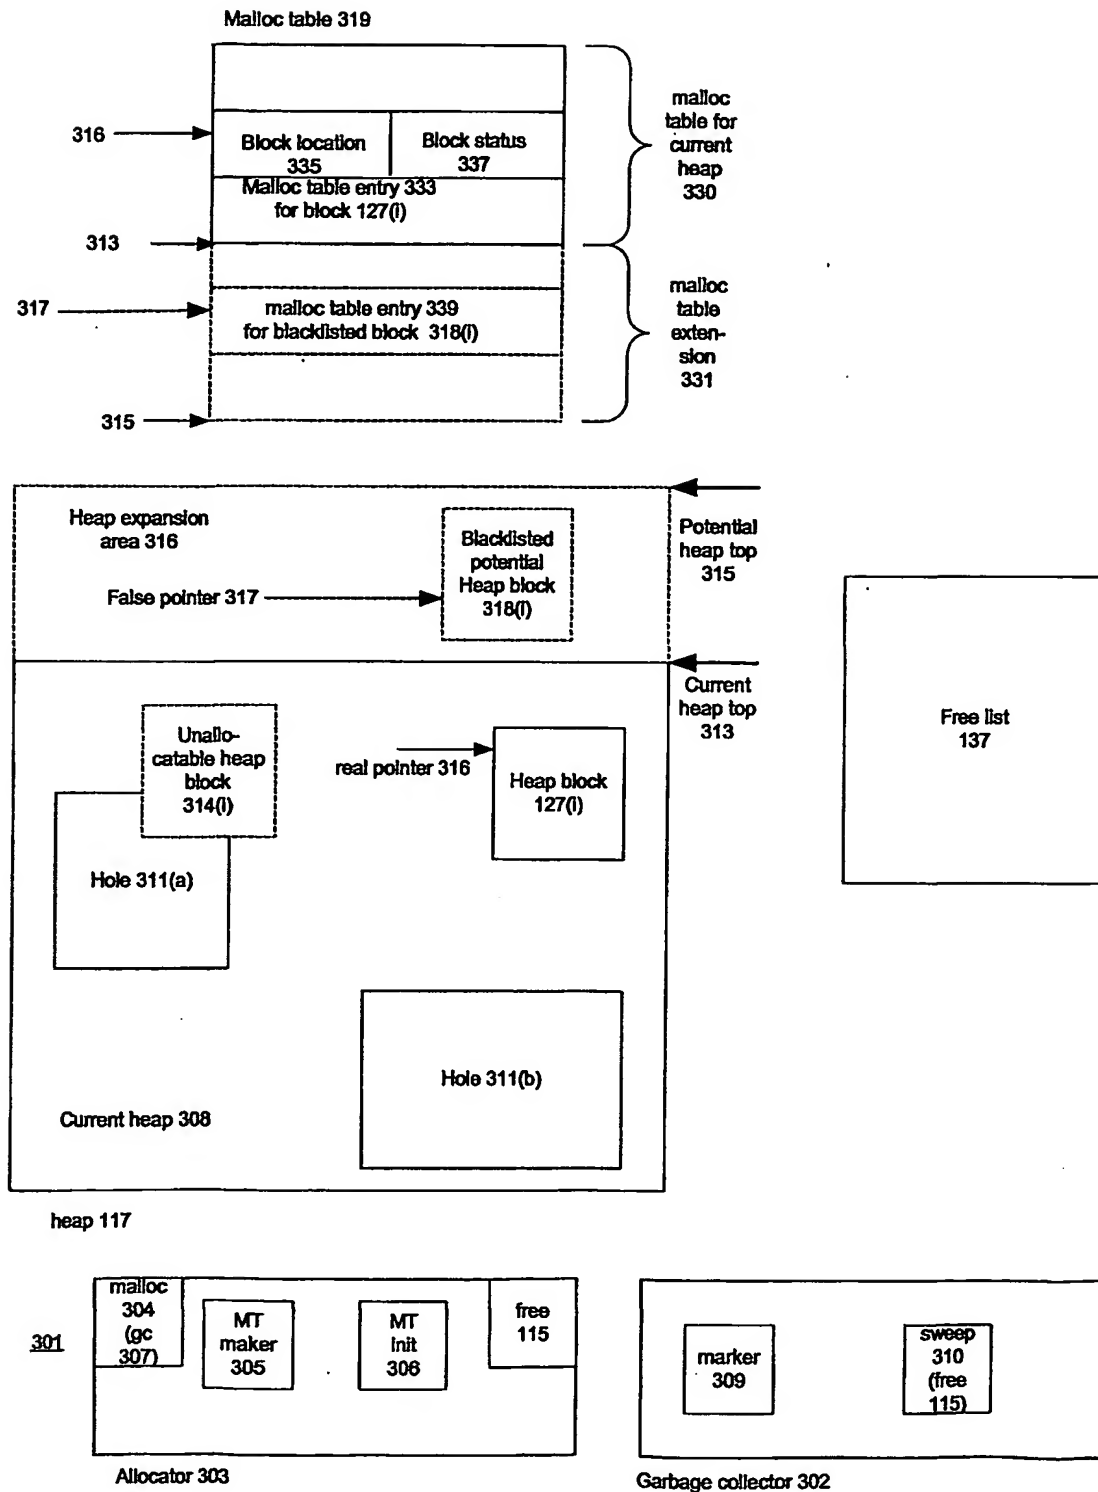 Malloc table 319
316
Block location
335
Block status
337
Malloc table entry 333
for block 127(i)
313
317
malloc table entry 339
for blacklisted block 318(i)
315
malloc
table for
current
heap
330
malloc
table
exten-
sion
331
Heap expansion
area 316
Blacklisted
potential
Heap block
318(i)
False pointer 317
Potential
heap top
315
Current
heap top
313
Unallo-
catable heap
block
314(i)
real pointer 316
Heap block
127(i)
Free list
137
Hole 311(a)
Hole 311(b)
Current heap 308
heap 117
301
malloc
304
(gc
307)
MT
maker
305
MT
init
306
free
115
marker
309
sweep
310
(free
115)
Allocator 303
Garbage collector 302